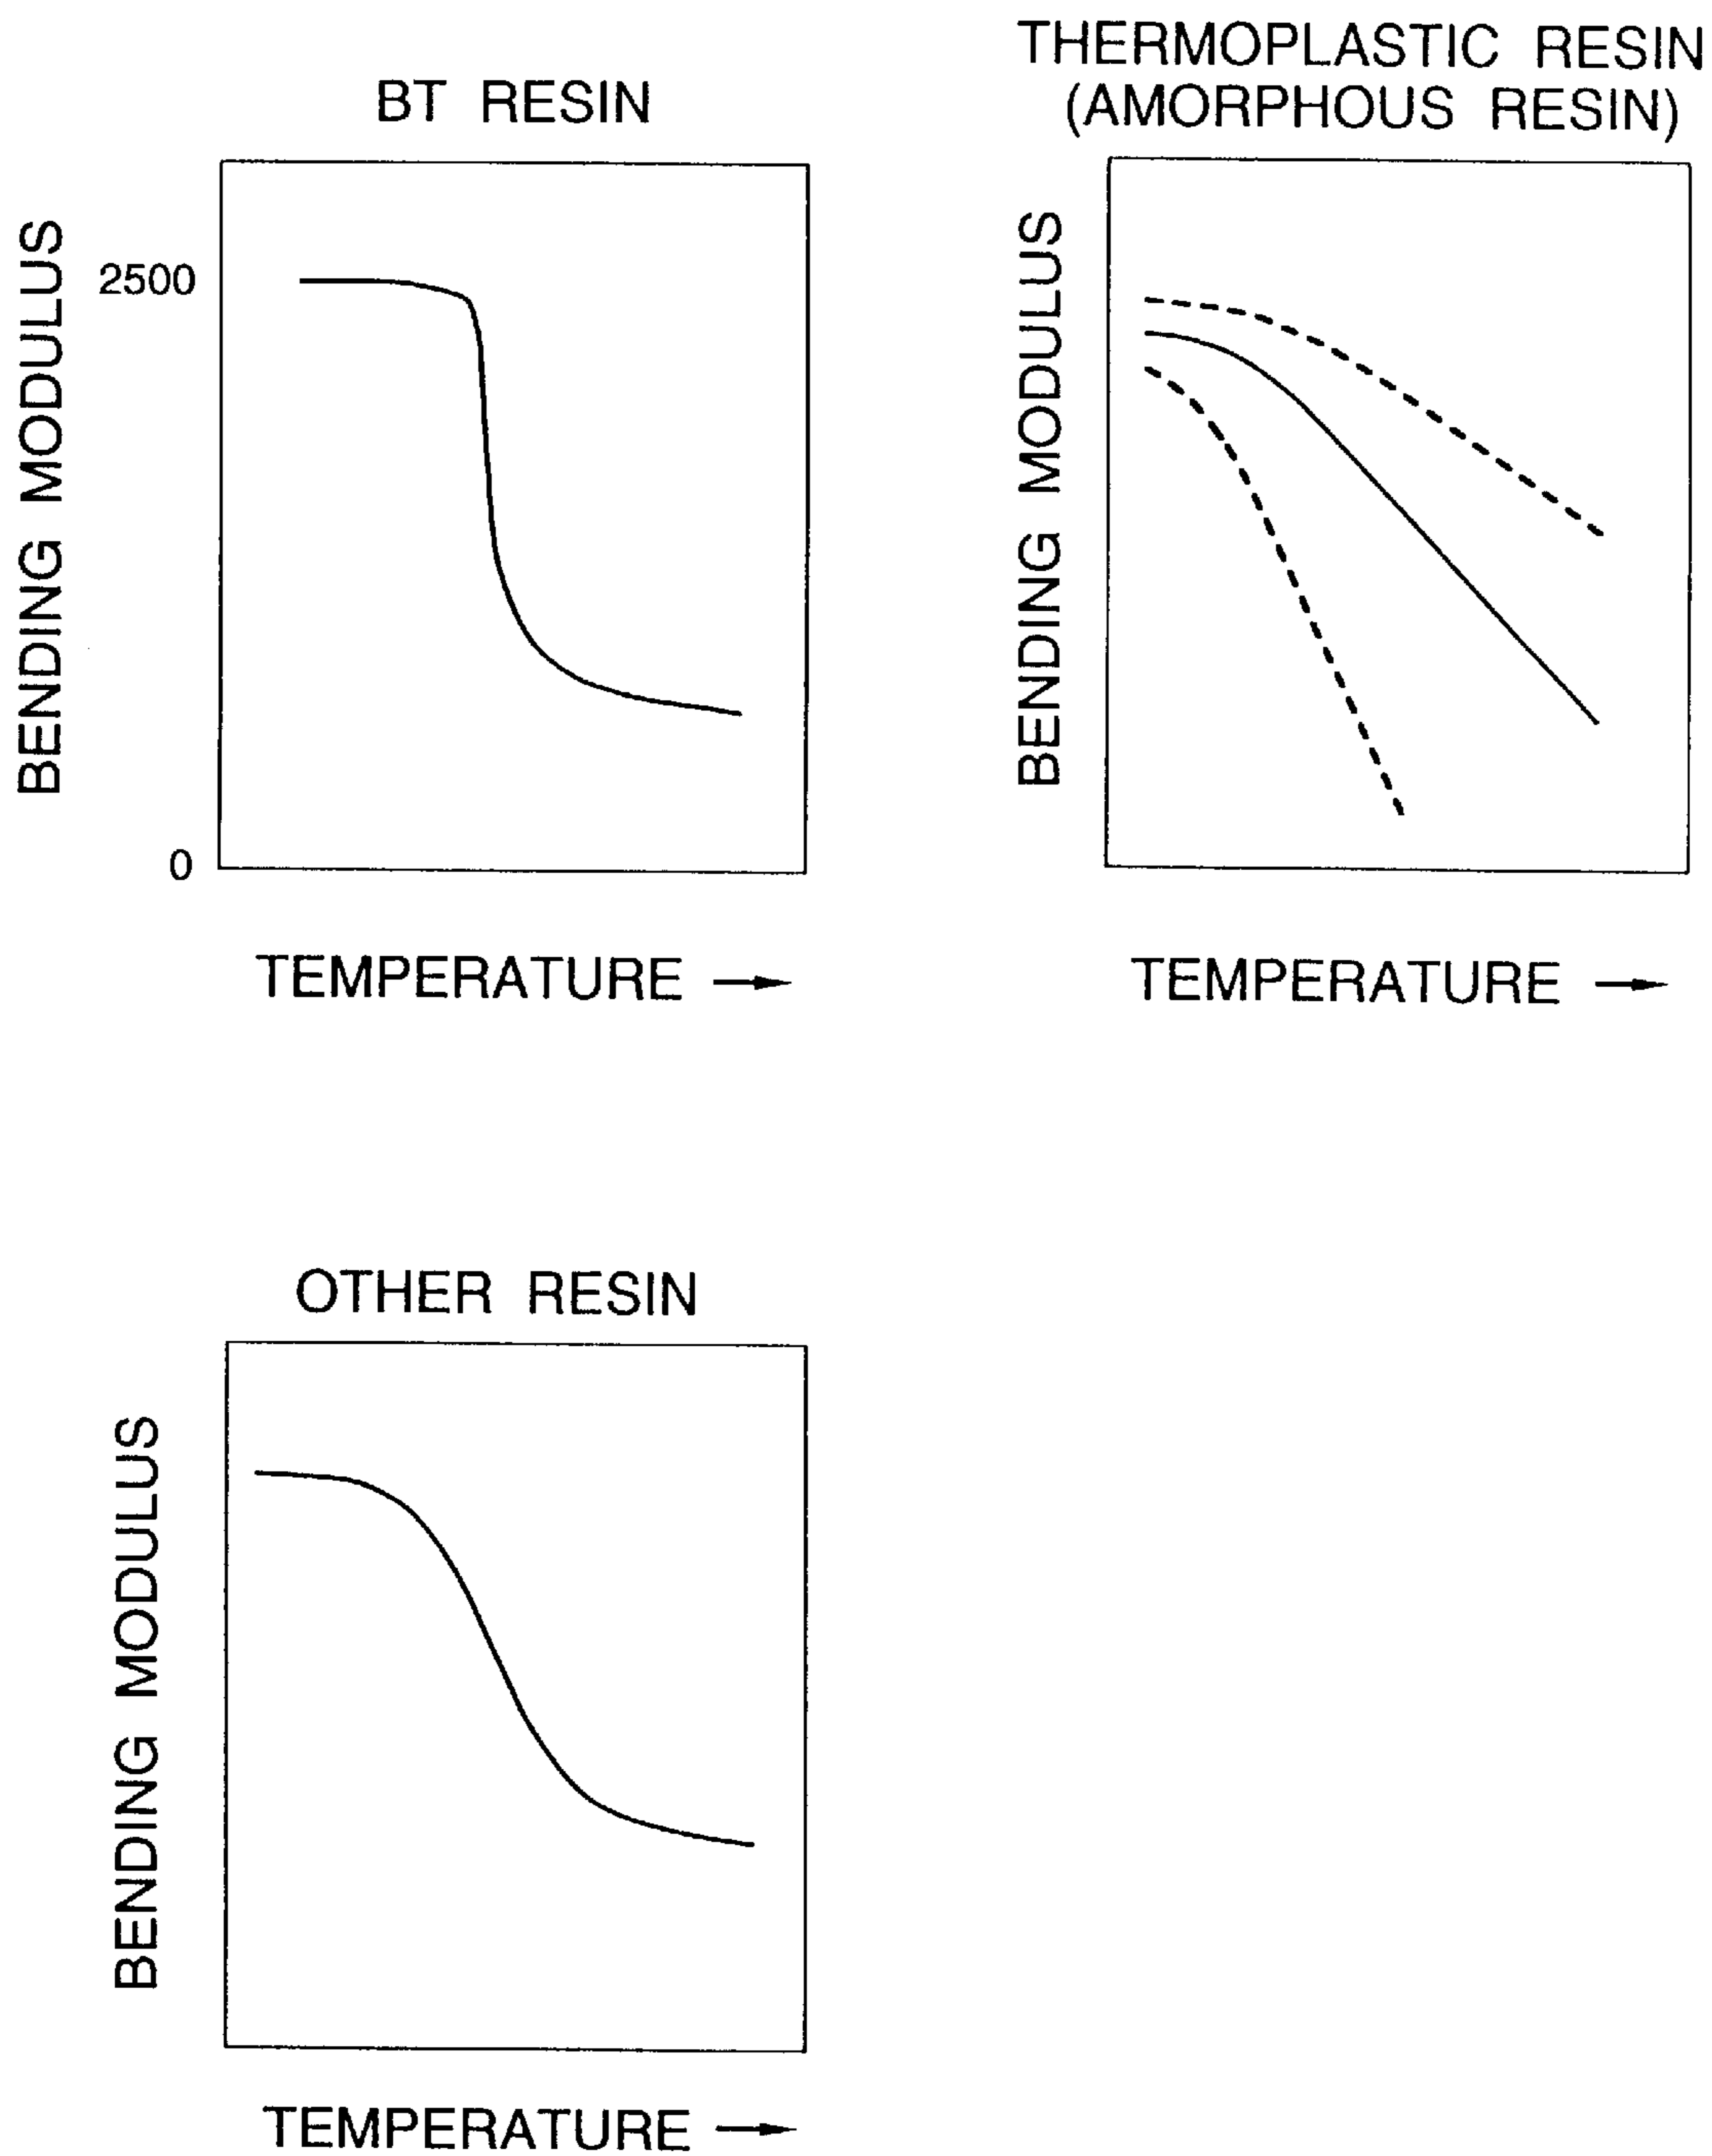 BT RESIN
BENDING MODULUS
2500
0
TEMPERATURE
THERMOPLASTIC RESIN
(AMORPHOUS RESIN)
BENDING MODULUS
TEMPERATURE
OTHER RESIN
BENDING MODULUS
TEMPERATURE